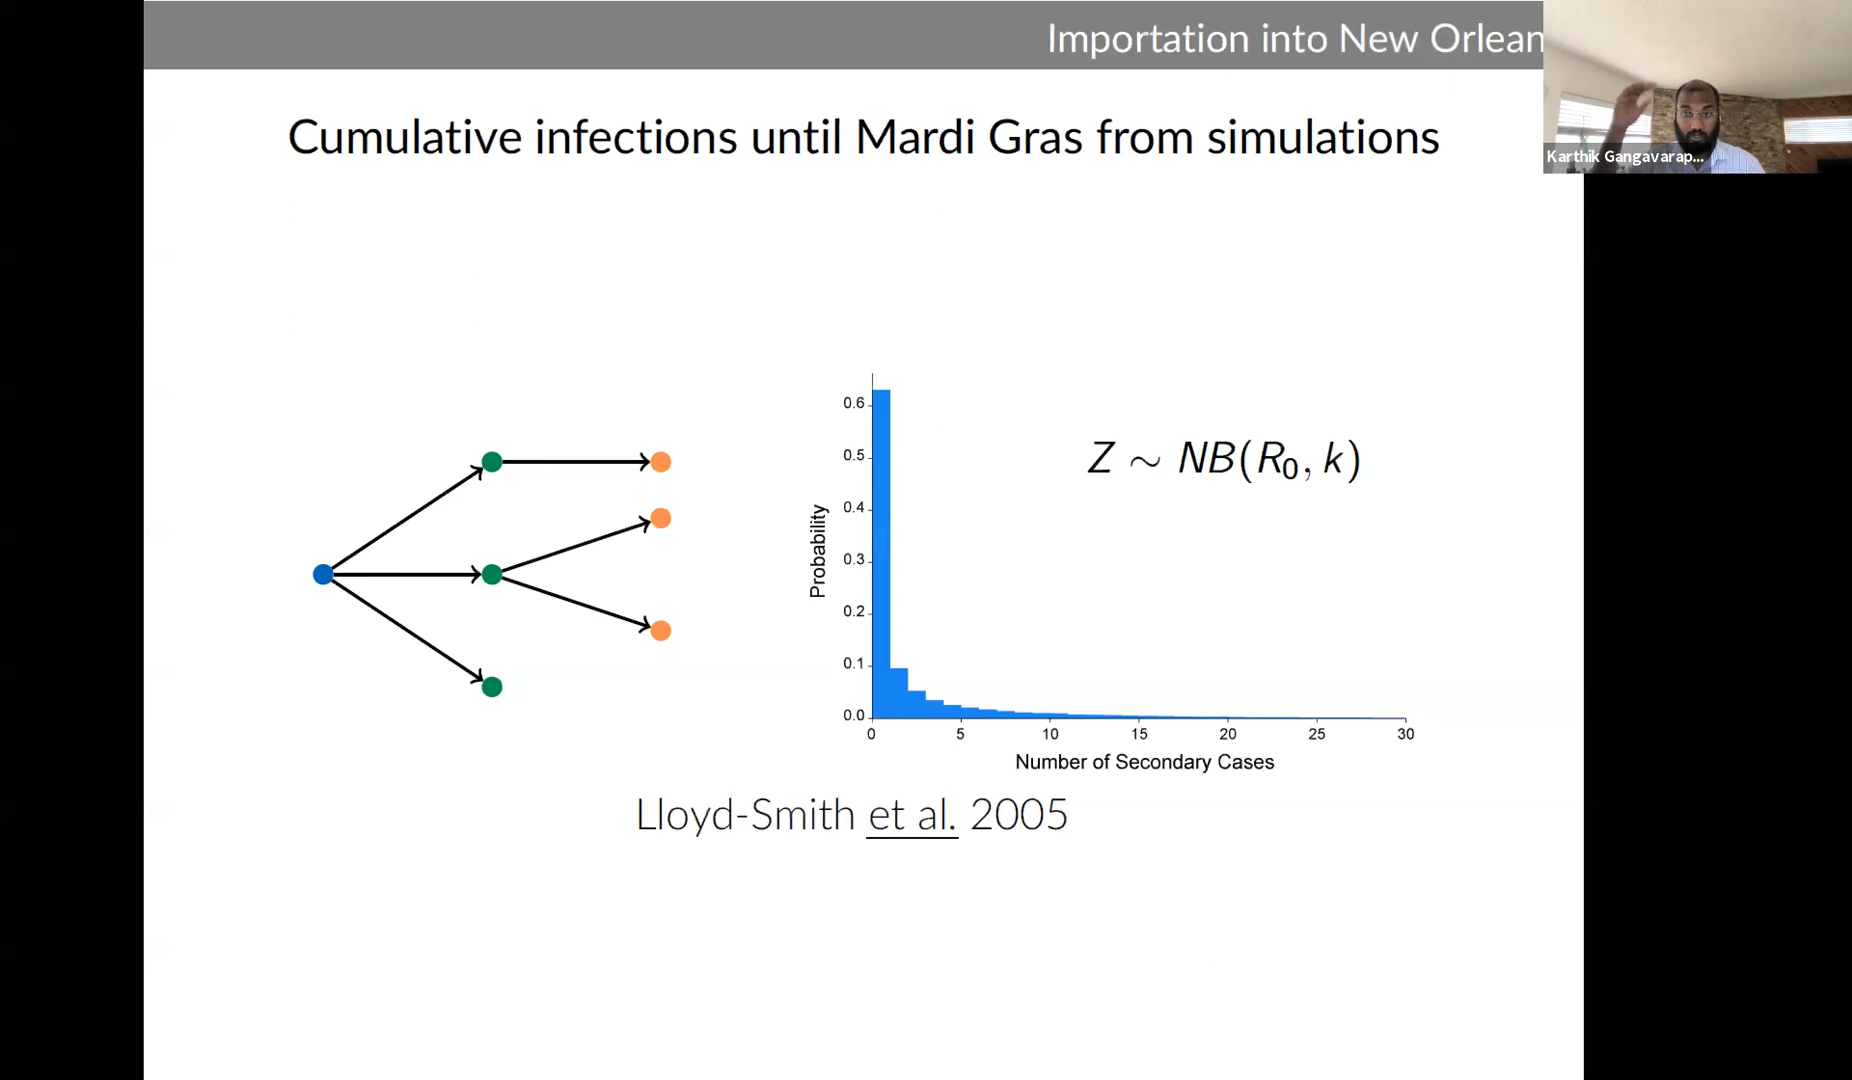 Importation into New Orlean
Karthik Gangavarap...
Cumulative infections until Mardi Gras from simulations
Z ∼ NB(R₀, k)
Probability
0.6
0.5
0.4
0.3
0.2
0.1
0.0
0 5 10 15 20 25 30
Number of Secondary Cases
Lloyd-Smith et al. 2005